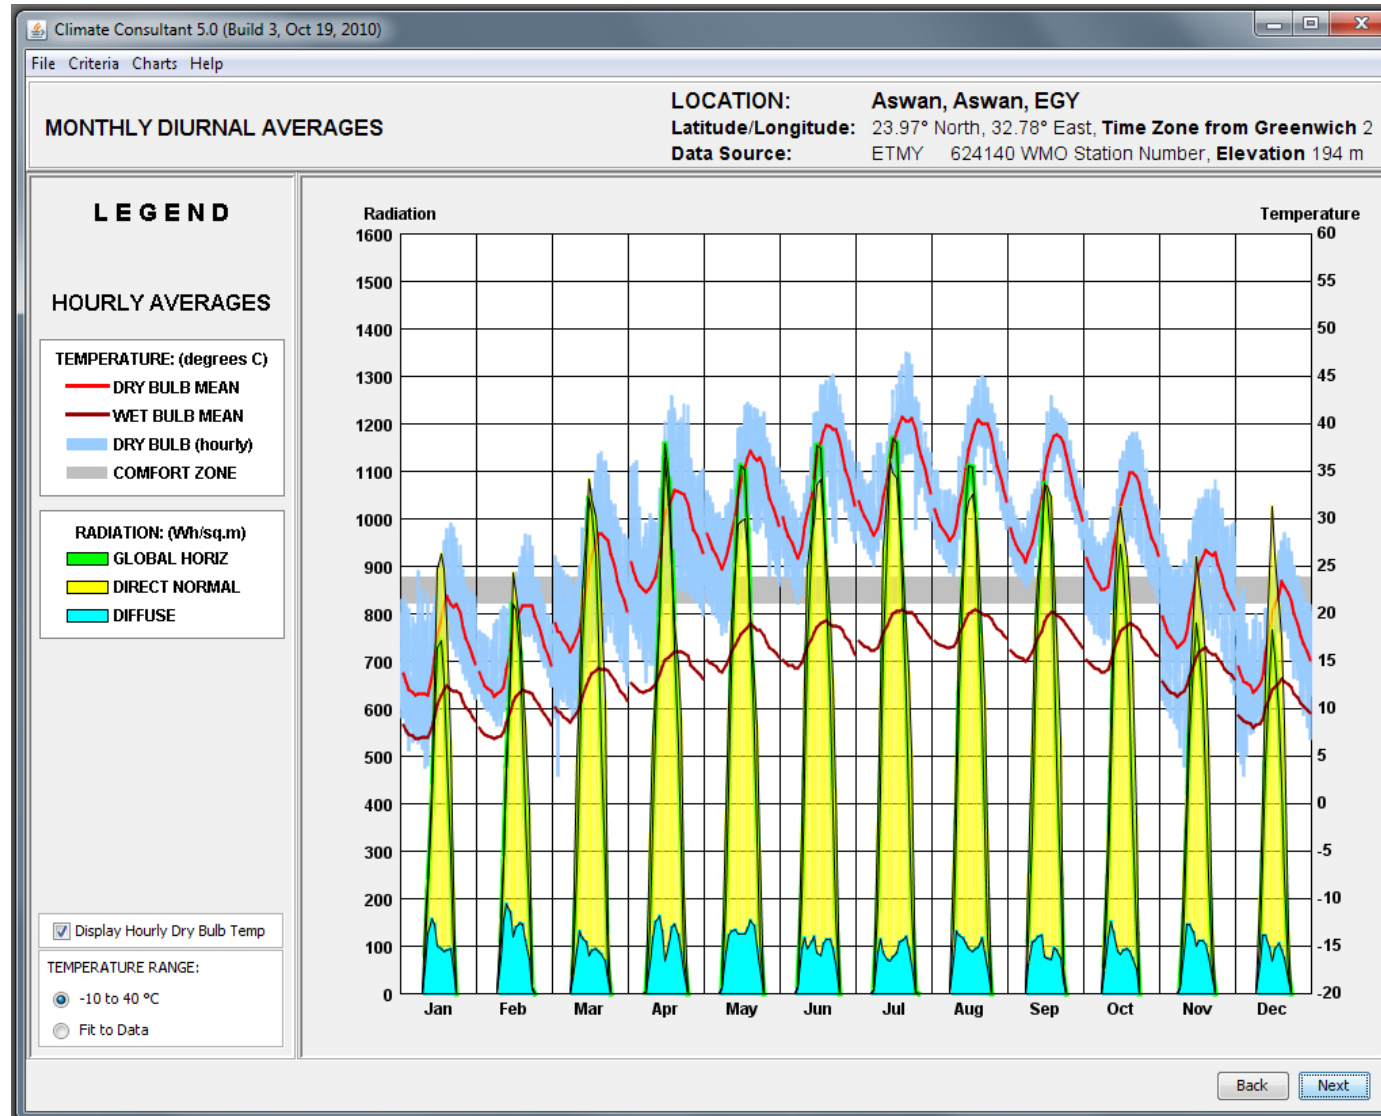 Climate Consultant 5.0 (Build 3, Oct 19, 2010)
File Criteria Charts Help
MONTHLY DIURNAL AVERAGES
LOCATION: Aswan, Aswan, EGY
Latitude/Longitude: 23.97° North, 32.78° East, Time Zone from Greenwich 2
Data Source: ETMY 624140 WMO Station Number, Elevation 194 m
LEGEND
HOURLY AVERAGES
TEMPERATURE: (degrees C)
DRY BULB MEAN
WET BULB MEAN
DRY BULB (hourly)
COMFORT ZONE
RADIATION: (Wh/sq.m)
GLOBAL HORIZ
DIRECT NORMAL
DIFFUSE
Display Hourly Dry Bulb Temp
TEMPERATURE RANGE:
-10 to 40 °C
Fit to Data
Radiation
1600
1500
1400
1300
1200
1100
1000
900
800
700
600
500
400
300
200
100
0
Temperature
60
55
50
45
40
35
30
25
20
15
10
5
0
-5
-10
-15
-20
Jan Feb Mar Apr May Jun Jul Aug Sep Oct Nov Dec
Back Next